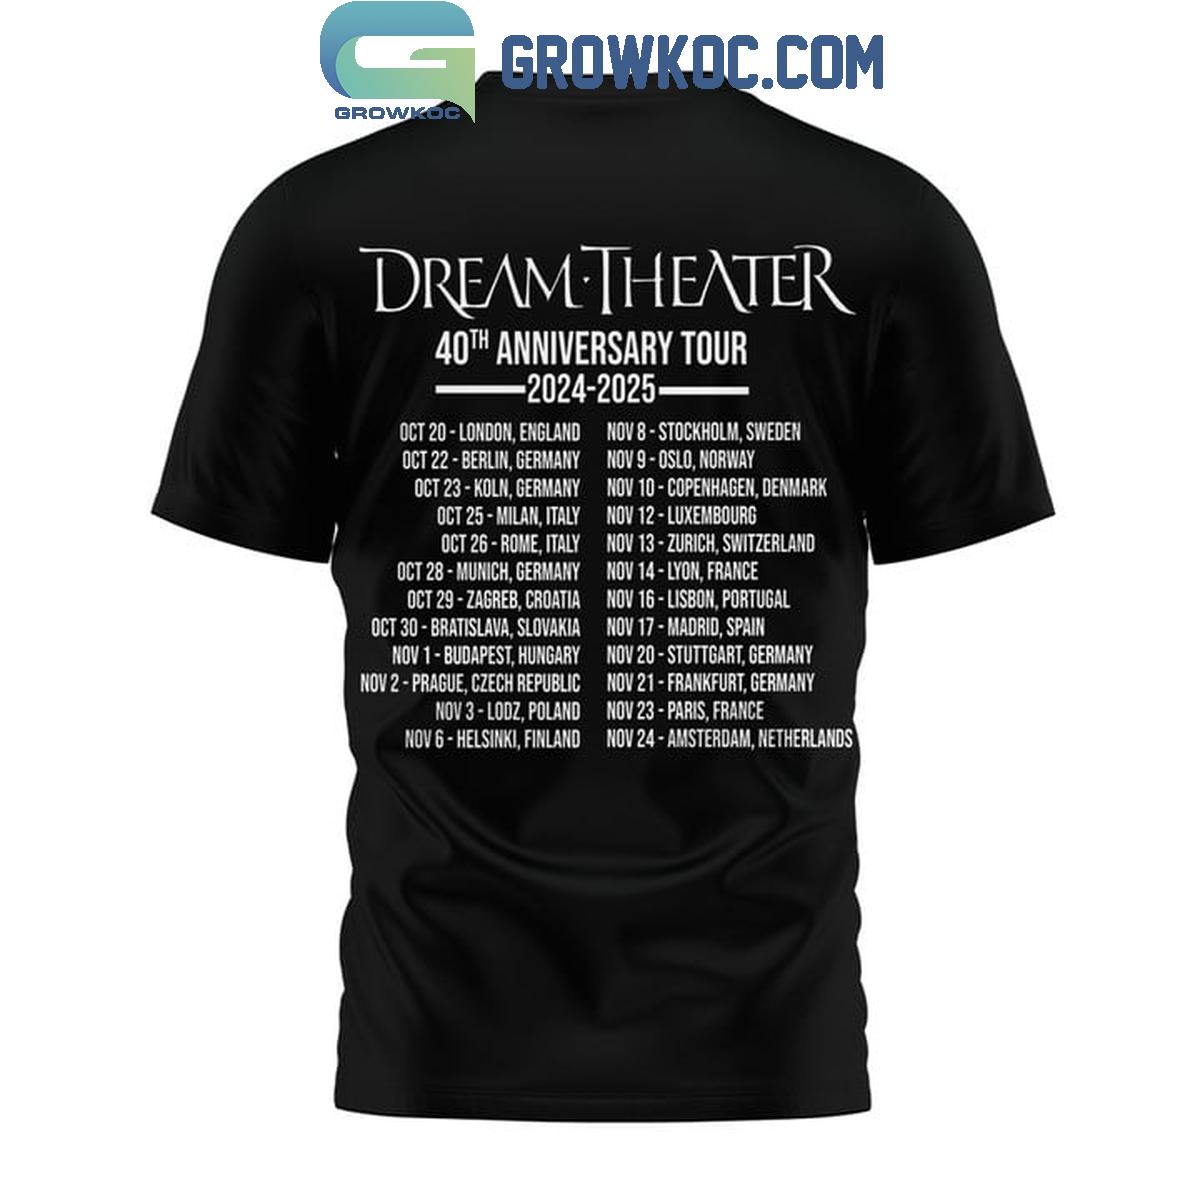 GROWKOC
GROWKOC.COM
DREAM·THEATER
40TH ANNIVERSARY TOUR
2024-2025
OCT 20 - LONDON, ENGLAND
OCT 22 - BERLIN, GERMANY
OCT 23 - KOLN, GERMANY
OCT 25 - MILAN, ITALY
OCT 26 - ROME, ITALY
OCT 28 - MUNICH, GERMANY
OCT 29 - ZAGREB, CROATIA
OCT 30 - BRATISLAVA, SLOVAKIA
NOV 1 - BUDAPEST, HUNGARY
NOV 2 - PRAGUE, CZECH REPUBLIC
NOV 3 - LODZ, POLAND
NOV 6 - HELSINKI, FINLAND
NOV 8 - STOCKHOLM, SWEDEN
NOV 9 - OSLO, NORWAY
NOV 10 - COPENHAGEN, DENMARK
NOV 12 - LUXEMBOURG
NOV 13 - ZURICH, SWITZERLAND
NOV 14 - LYON, FRANCE
NOV 16 - LISBON, PORTUGAL
NOV 17 - MADRID, SPAIN
NOV 20 - STUTTGART, GERMANY
NOV 21 - FRANKFURT, GERMANY
NOV 23 - PARIS, FRANCE
NOV 24 - AMSTERDAM, NETHERLANDS